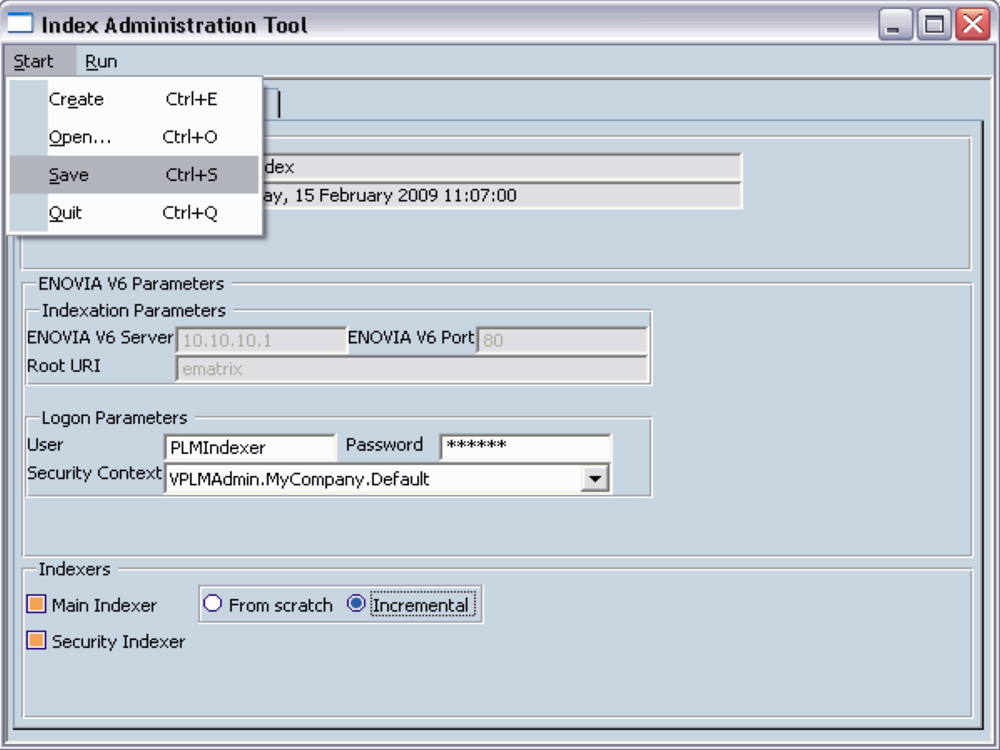 Index Administration Tool
Start Run
Create Ctrl+E
Open... Ctrl+O
Save Ctrl+S
Quit Ctrl+Q
dex
ay, 15 February 2009 11:07:00
ENOVIA V6 Parameters
Indexation Parameters
ENOVIA V6 Server 10.10.10.1 ENOVIA V6 Port 80
Root URI ematrix
Logon Parameters
User PLMIndexer Password ******
Security Context VPLMAdmin.MyCompany.Default
Indexers
Main Indexer From scratch Incremental
Security Indexer